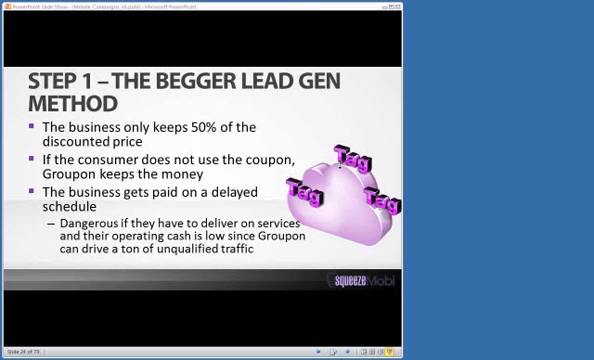 PowerPoint Slide Show - [Mobile_Campaigns_v6.pptx] - Microsoft PowerPoint
STEP 1 – THE BEGGER LEAD GEN
METHOD
The business only keeps 50% of the
discounted price
If the consumer does not use the coupon,
Groupon keeps the money
The business gets paid on a delayed
schedule
– Dangerous if they have to deliver on services
and their operating cash is low since Groupon
can drive a ton of unqualified traffic
Tag
Tag
Tag
squeezeMobi
Slide 24 of 73